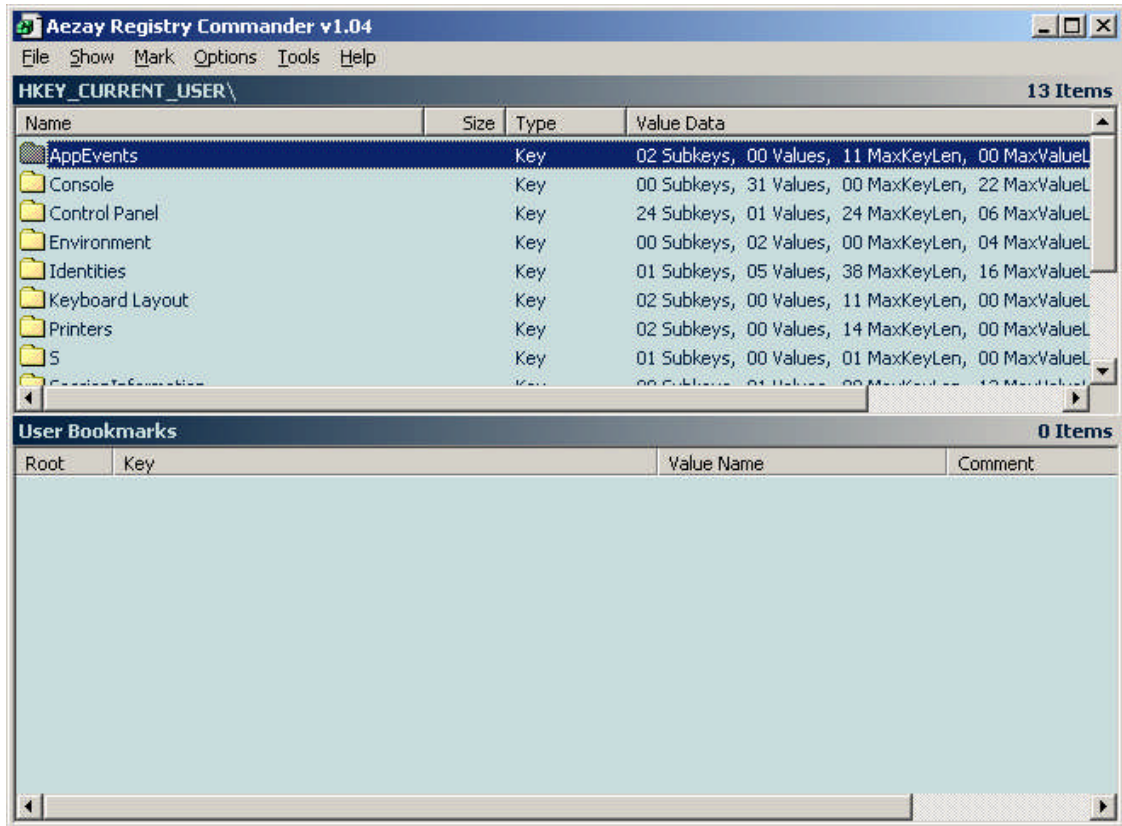 Aezay Registry Commander v1.04
File Show Mark Options Tools Help
HKEY_CURRENT_USER\ 13 Items
Name Size Type Value Data
AppEvents Key 02 Subkeys, 00 Values, 11 MaxKeyLen, 00 MaxValueL
Console Key 00 Subkeys, 31 Values, 00 MaxKeyLen, 22 MaxValueL
Control Panel Key 24 Subkeys, 01 Values, 24 MaxKeyLen, 06 MaxValueL
Environment Key 00 Subkeys, 02 Values, 00 MaxKeyLen, 04 MaxValueL
Identities Key 01 Subkeys, 05 Values, 38 MaxKeyLen, 16 MaxValueL
Keyboard Layout Key 02 Subkeys, 00 Values, 11 MaxKeyLen, 00 MaxValueL
Printers Key 02 Subkeys, 00 Values, 14 MaxKeyLen, 00 MaxValueL
S Key 01 Subkeys, 00 Values, 01 MaxKeyLen, 00 MaxValueL
User Bookmarks 0 Items
Root Key Value Name Comment